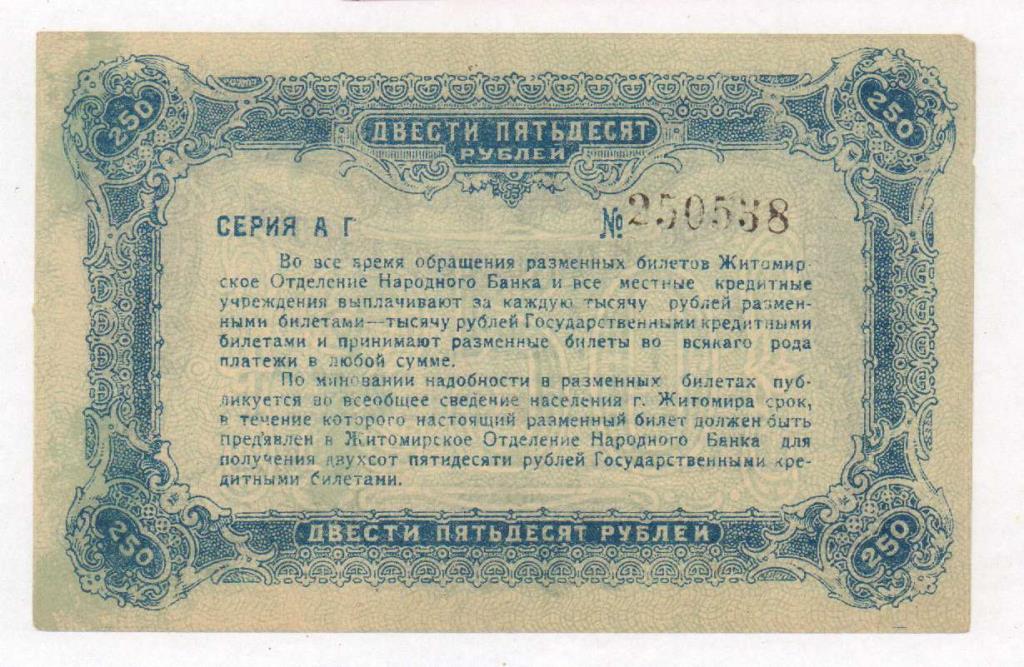 250
250
ДВЕСТИ ПЯТЬДЕСЯТ
РУБЛЕЙ
СЕРИЯ А Г № 250538
Во все время обращения разменных билетов Житомир-
ское Отделение Народного Банка и все местные кредитные
учреждения выплачивают за каждую тысячу рублей размен-
ными билетами—тысячу рублей Государственными кредитными
билетами и принимают разменные билеты во всякаго рода
платежи в любой сумме.
По миновании надобности в разменных билетах пуб-
ликуется во всеобщее сведение населения г. Житомира срок,
в течение которого настоящий разменный билет должен быть
предъявлен в Житомирское Отделение Народного Банка для
получения двухсот пятидесяти рублей Государственными кре-
дитными билетами.
250
ДВЕСТИ ПЯТЬДЕСЯТ РУБЛЕЙ
250